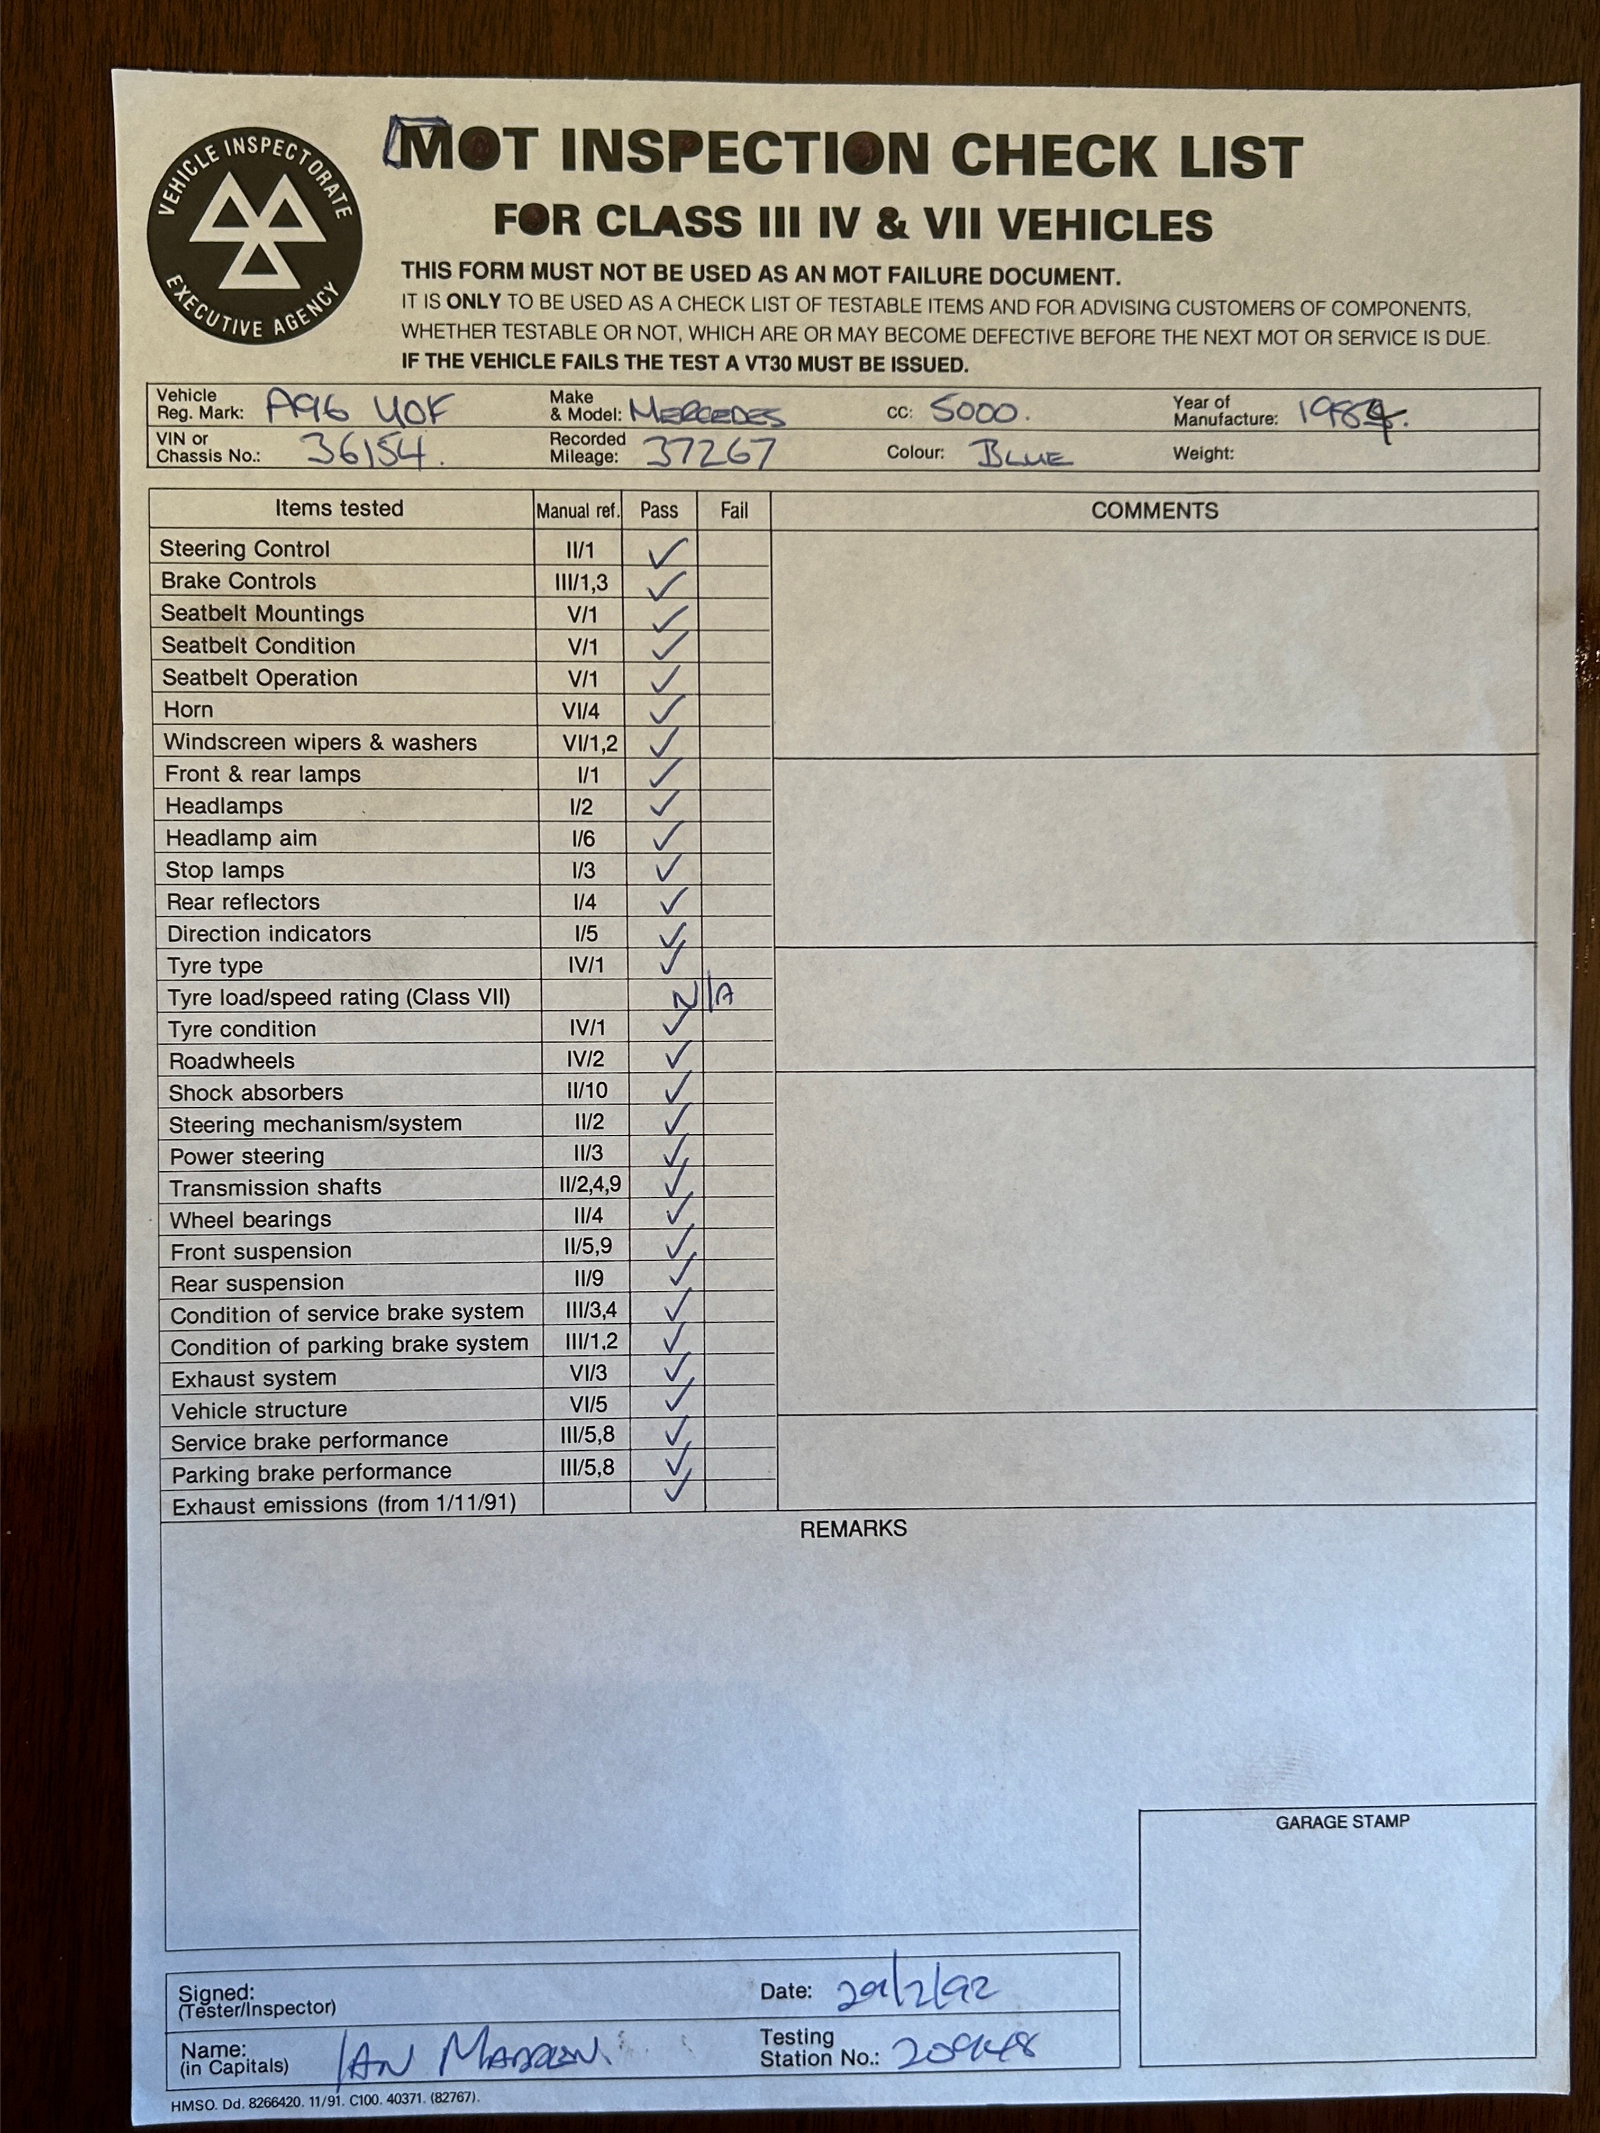 VEHICLE INSPECTORATE
EXECUTIVE AGENCY
MOT INSPECTION CHECK LIST
FOR CLASS III IV & VII VEHICLES
THIS FORM MUST NOT BE USED AS AN MOT FAILURE DOCUMENT.
IT IS ONLY TO BE USED AS A CHECK LIST OF TESTABLE ITEMS AND FOR ADVISING CUSTOMERS OF COMPONENTS,
WHETHER TESTABLE OR NOT, WHICH ARE OR MAY BECOME DEFECTIVE BEFORE THE NEXT MOT OR SERVICE IS DUE.
IF THE VEHICLE FAILS THE TEST A VT30 MUST BE ISSUED.
Vehicle Reg. Mark: A96 UOF Make & Model: MERCEDES CC: 5000. Year of Manufacture: 1984.
VIN or Chassis No.: 36154. Recorded Mileage: 37267 Colour: BLUE Weight:
Items tested Manual ref. Pass Fail COMMENTS
Steering Control II/1 ✓
Brake Controls III/1,3 ✓
Seatbelt Mountings V/1 ✓
Seatbelt Condition V/1 ✓
Seatbelt Operation V/1 ✓
Horn VI/4 ✓
Windscreen wipers & washers VI/1,2 ✓
Front & rear lamps I/1 ✓
Headlamps I/2 ✓
Headlamp aim I/6 ✓
Stop lamps I/3 ✓
Rear reflectors I/4 ✓
Direction indicators I/5 ✓
Tyre type IV/1 ✓
Tyre load/speed rating (Class VII) N/A
Tyre condition IV/1 ✓
Roadwheels IV/2 ✓
Shock absorbers II/10 ✓
Steering mechanism/system II/2 ✓
Power steering II/3 ✓
Transmission shafts II/2,4,9 ✓
Wheel bearings II/4 ✓
Front suspension II/5,9 ✓
Rear suspension II/9 ✓
Condition of service brake system III/3,4 ✓
Condition of parking brake system III/1,2 ✓
Exhaust system VI/3 ✓
Vehicle structure VI/5 ✓
Service brake performance III/5,8 ✓
Parking brake performance III/5,8 ✓
Exhaust emissions (from 1/11/91) ✓
REMARKS
GARAGE STAMP
Signed: (Tester/Inspector) Date: 29/2/92
Name: (in Capitals) IAN Testing Station No.: 20948
HMSO. Dd. 8266420. 11/91. C100. 40371. (82767).